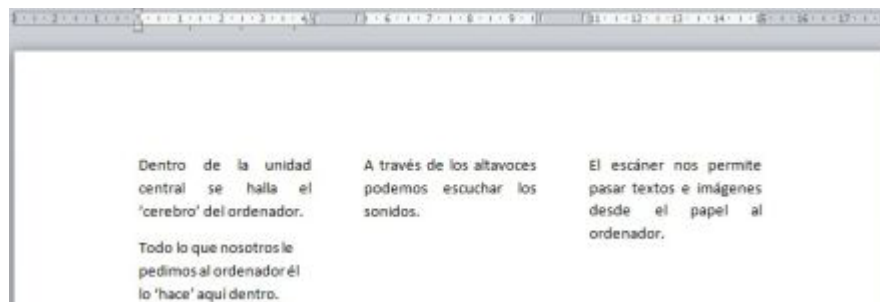 Dentro de la unidad
central se halla el
'cerebro' del ordenador.
Todo lo que nosotros le
pedimos al ordenador él
lo 'hace' aquí dentro.
A través de los altavoces
podemos escuchar los
sonidos.
El escáner nos permite
pasar textos e imágenes
desde el papel al
ordenador.